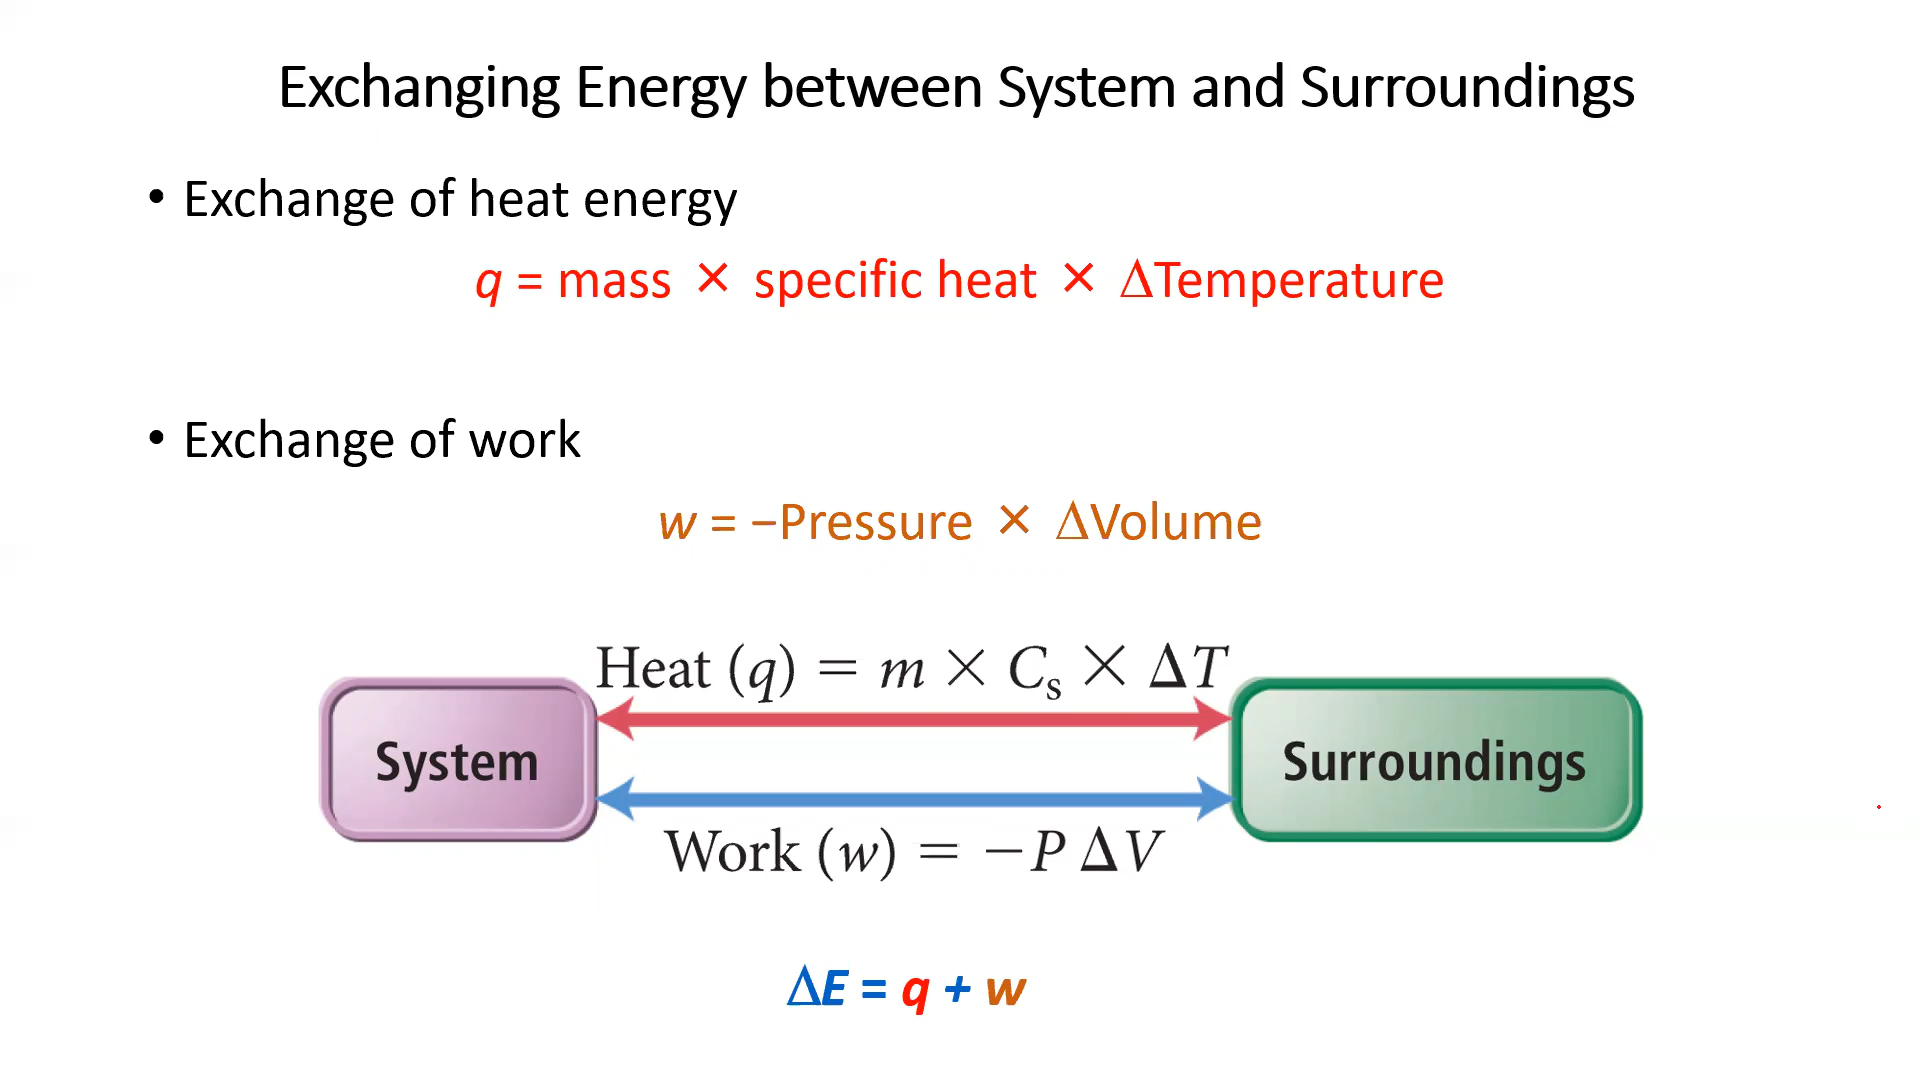 Exchanging Energy between System and Surroundings
• Exchange of heat energy
q = mass × specific heat × ΔTemperature
• Exchange of work
w = −Pressure × ΔVolume
Heat (q) = m × Cₛ × ΔT
System
Surroundings
Work (w) = −P ΔV
ΔE = q + w